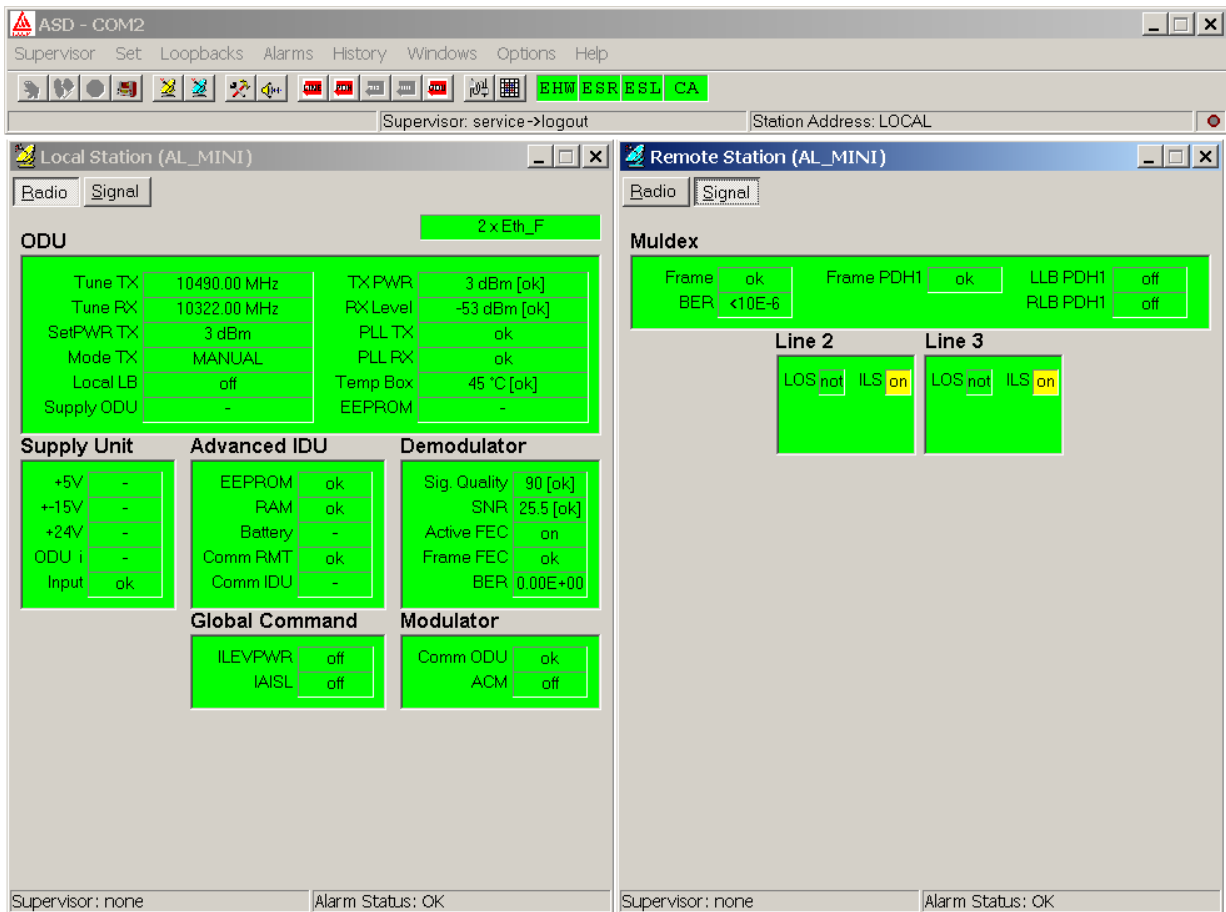 ASD - COM2
Supervisor Set Loopbacks Alarms History Windows Options Help
EHW ESR ESL CA
Supervisor: service->logout Station Address: LOCAL
Local Station (AL_MINI)
Radio Signal
2 x Eth_F
ODU
Tune TX 10490.00 MHz TX PWR 3 dBm [ok]
Tune RX 10322.00 MHz RX Level -53 dBm [ok]
SetPWR TX 3 dBm PLL TX ok
Mode TX MANUAL PLL RX ok
Local LB off Temp Box 45 °C [ok]
Supply ODU - EEPROM -
Supply Unit Advanced IDU Demodulator
+5V - EEPROM ok Sig. Quality 90 [ok]
+-15V - RAM ok SNR 25.5 [ok]
+24V - Battery - Active FEC on
ODU i - Comm RMT ok Frame FEC ok
Input ok Comm IDU - BER 0.00E+00
Global Command Modulator
ILEVPWR off Comm ODU ok
IAISL off ACM off
Supervisor: none Alarm Status: OK
Remote Station (AL_MINI)
Radio Signal
Muldex
Frame ok Frame PDH1 ok LLB PDH1 off
BER <10E-6 RLB PDH1 off
Line 2 Line 3
LOS not ILS on LOS not ILS on
Supervisor: none Alarm Status: OK